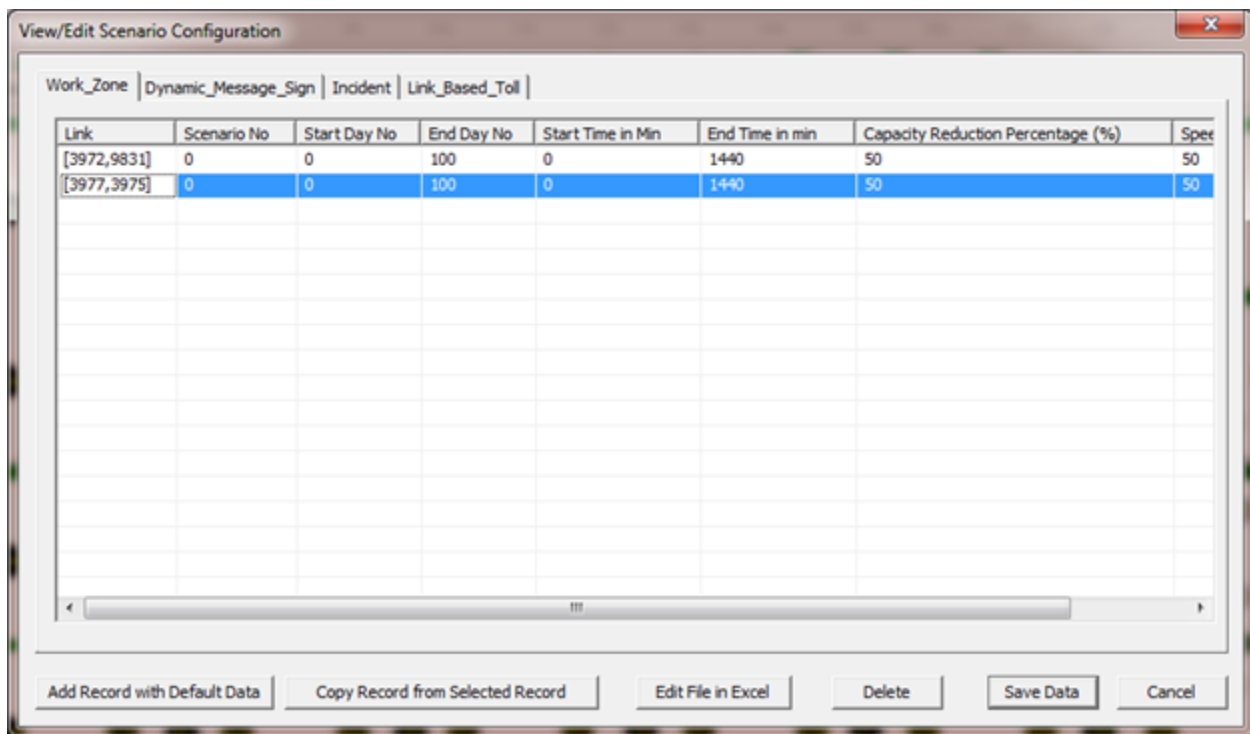 View/Edit Scenario Configuration
Work_Zone Dynamic_Message_Sign Incident Link_Based_Toll
Link Scenario No Start Day No End Day No Start Time in Min End Time in min Capacity Reduction Percentage (%) Spee
[3972,9831] 0 0 100 0 1440 50 50
[3977,3975] 0 0 100 0 1440 50 50
Add Record with Default Data Copy Record from Selected Record Edit File in Excel Delete Save Data Cancel